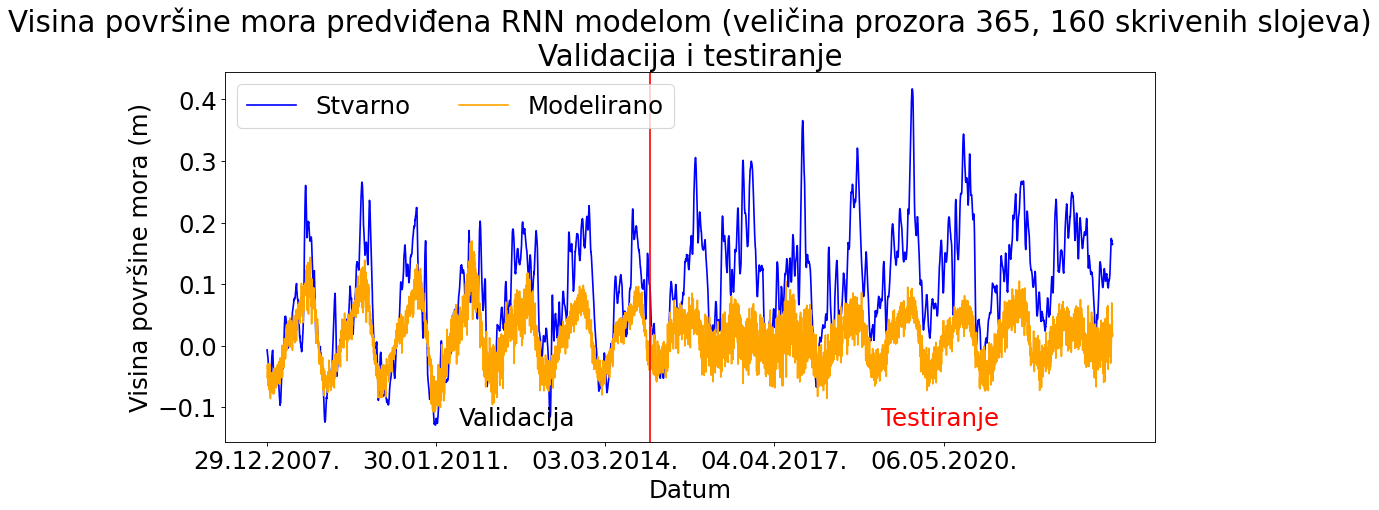 Visina površine mora predviđena RNN modelom (veličina prozora 365, 160 skrivenih slojeva)
Validacija i testiranje
Stvarno
Modelirano
Visina površine mora (m)
0.4
0.3
0.2
0.1
0.0
−0.1
Validacija
Testiranje
29.12.2007.
30.01.2011.
03.03.2014.
04.04.2017.
06.05.2020.
Datum